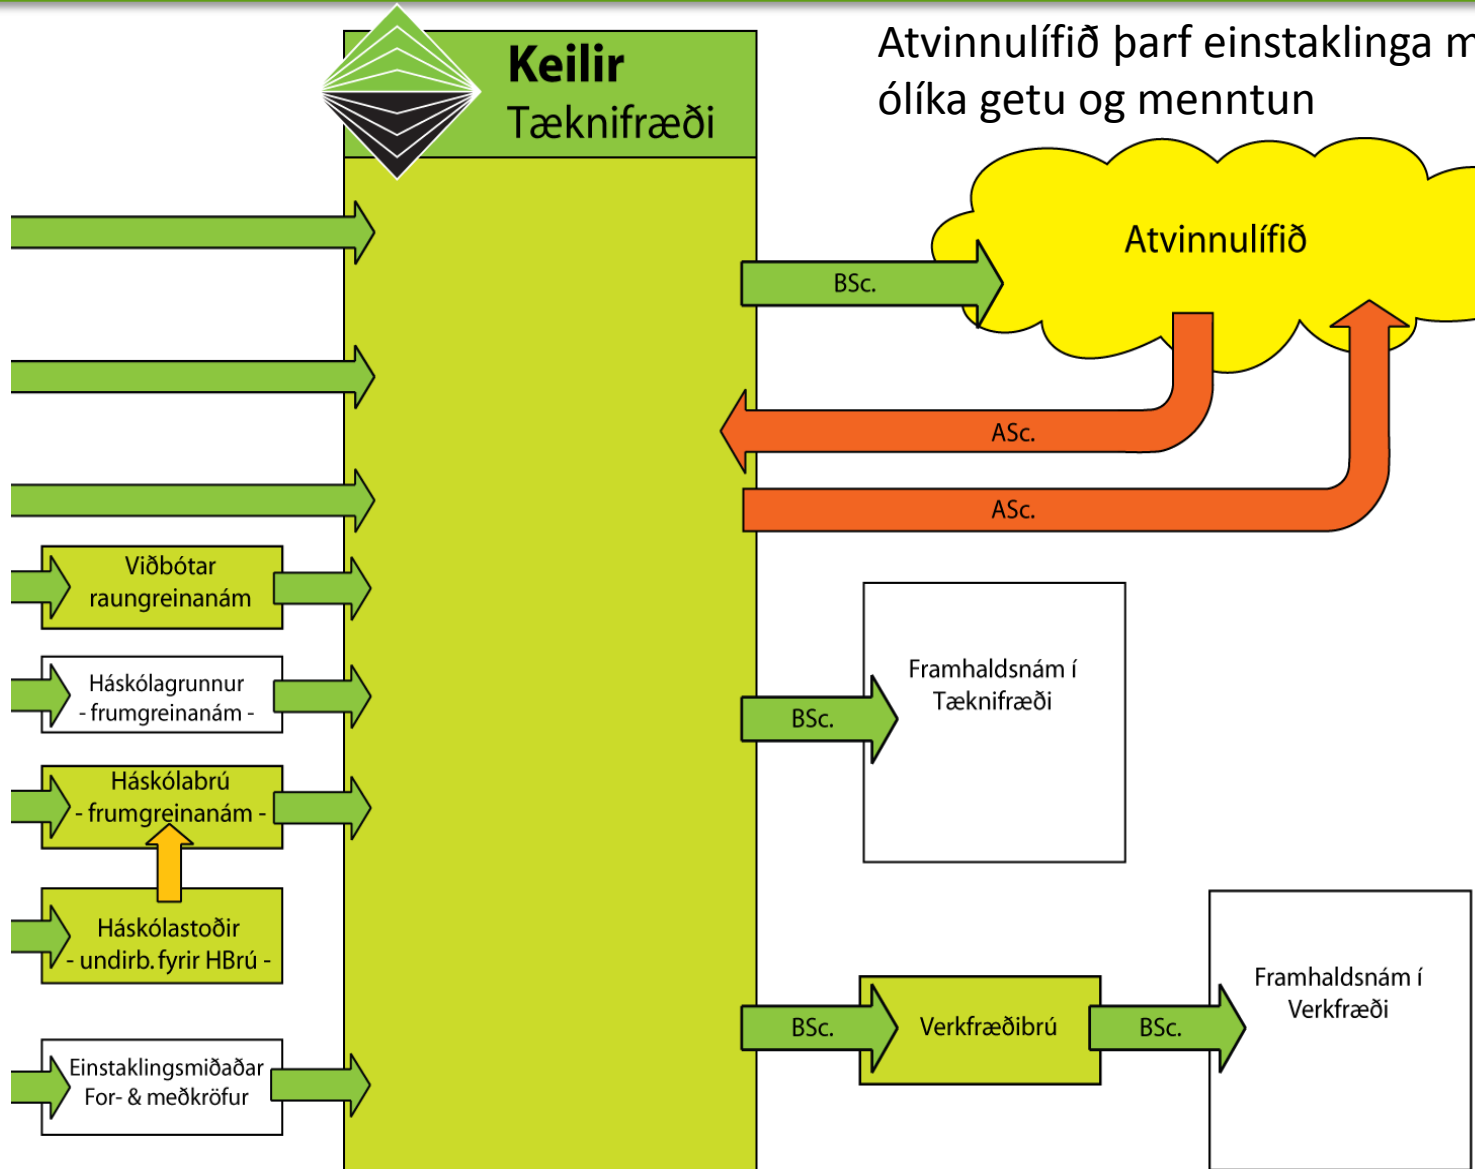 Keilir
Tæknifræði
Atvinnulífið þarf einstaklinga
ólíka getu og menntun
Atvinnulífið
BSc.
ASc.
ASc.
Viðbótar
raungreinanám
Háskólagrunnur
- frumgreinanám -
Háskólabrú
- frumgreinanám -
Háskólastoðir
- undirb. fyrir HBrú -
Einstaklingsmiðaðar
For- & meðkröfur
BSc.
Framhaldsnám í
Tæknifræði
BSc.
Verkfræðibrú
BSc.
Framhaldsnám í
Verkfræði